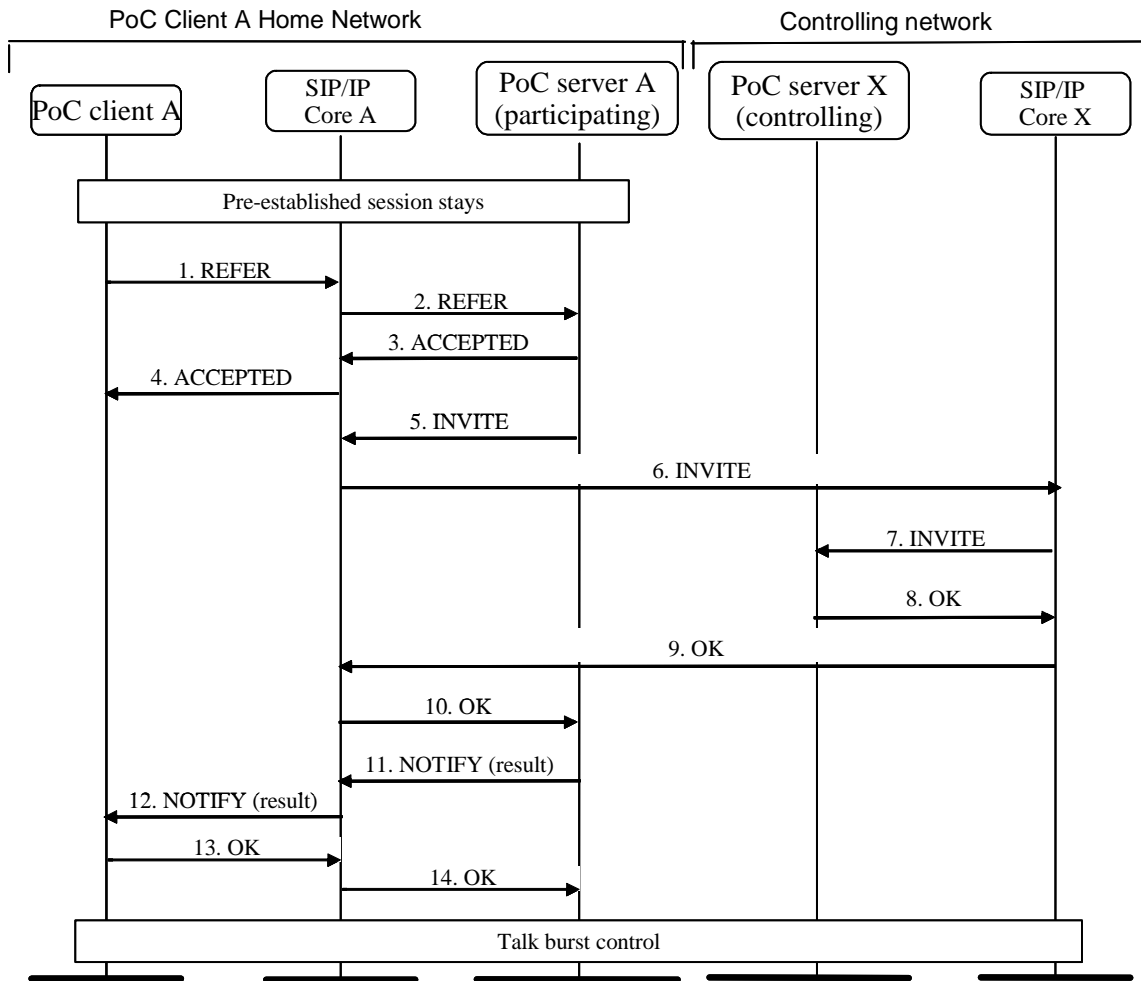 PoC Client A Home Network
Controlling network
PoC client A
SIP/IP
Core A
PoC server A
(participating)
PoC server X
(controlling)
SIP/IP
Core X
Pre-established session stays
1. REFER
2. REFER
3. ACCEPTED
4. ACCEPTED
5. INVITE
6. INVITE
7. INVITE
8. OK
9. OK
10. OK
11. NOTIFY (result)
12. NOTIFY (result)
13. OK
14. OK
Talk burst control